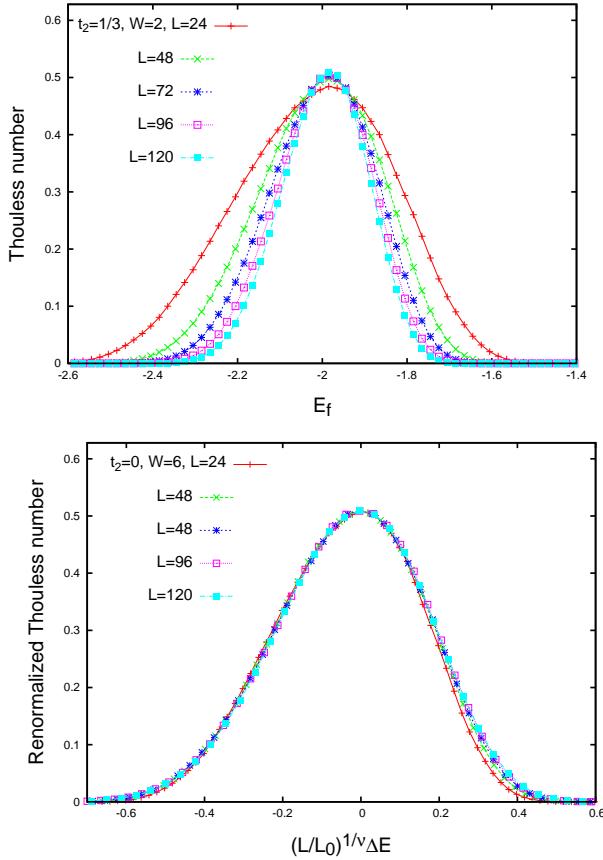 t₂=1/3, W=2, L=24
L=48
L=72
L=96
L=120
Thouless number
0.6
0.5
0.4
0.3
0.2
0.1
0
-2.6 -2.4 -2.2 -2 -1.8 -1.6 -1.4
E_f
t₂=0, W=6, L=24
L=48
L=48
L=96
L=120
Renormalized Thouless number
0.6
0.5
0.4
0.3
0.2
0.1
0
-0.6 -0.4 -0.2 0 0.2 0.4 0.6
(L/L₀)^{1/ν}ΔE